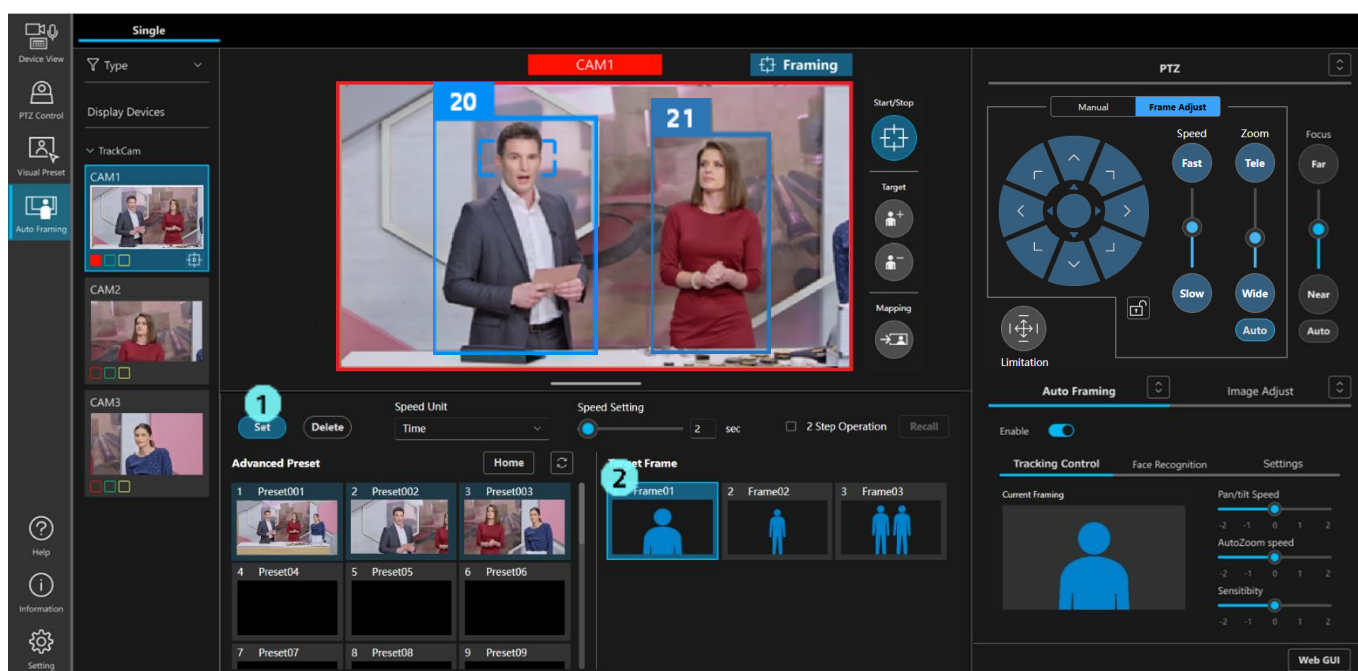 Device View
PTZ Control
Visual Preset
Auto Framing
Help
Information
Setting
Single
Type
Display Devices
TrackCam
CAM1
CAM2
CAM3
CAM1
Framing
20
21
Start/Stop
Target
Mapping
1
Set
Delete
Speed Unit
Time
Speed Setting
2 sec
2 Step Operation
Recall
Advanced Preset
Home
1 Preset001
2 Preset002
3 Preset003
4 Preset04
5 Preset05
6 Preset06
7 Preset07
8 Preset08
9 Preset09
Target Frame
2
Frame01
2 Frame02
3 Frame03
PTZ
Manual
Frame Adjust
Speed
Zoom
Focus
Fast
Tele
Far
Slow
Wide
Near
Auto
Auto
Limitation
Auto Framing
Image Adjust
Enable
Tracking Control
Face Recognition
Settings
Current Framing
Pan/tilt Speed
-2 -1 0 1 2
AutoZoom speed
-2 -1 0 1 2
Sensitibity
-2 -1 0 1 2
Web GUI